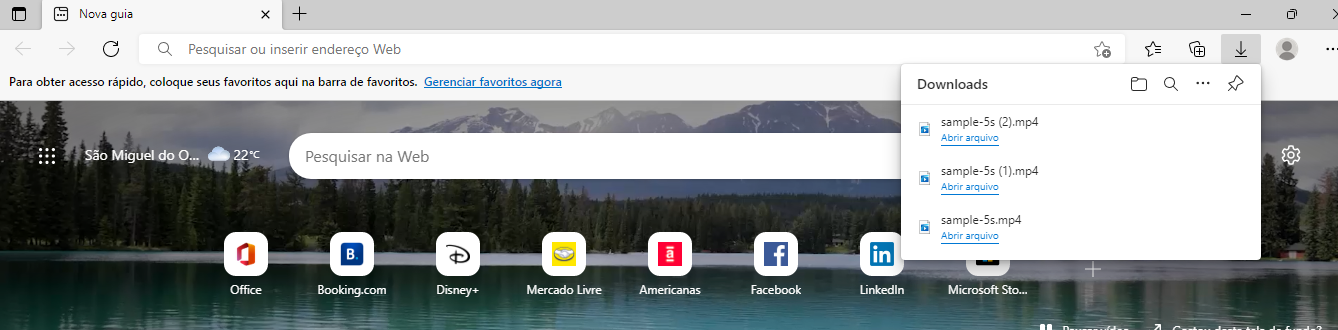 Nova guia
Pesquisar ou inserir endereço Web
Para obter acesso rápido, coloque seus favoritos aqui na barra de favoritos. Gerenciar favoritos agora
Downloads
sample-5s (2).mp4
Abrir arquivo
sample-5s (1).mp4
Abrir arquivo
sample-5s.mp4
Abrir arquivo
São Miguel do O... 22°C
Pesquisar na Web
B.
a
in
Office
Booking.com
Disney+
Mercado Livre
Americanas
Facebook
LinkedIn
Microsoft Sto...